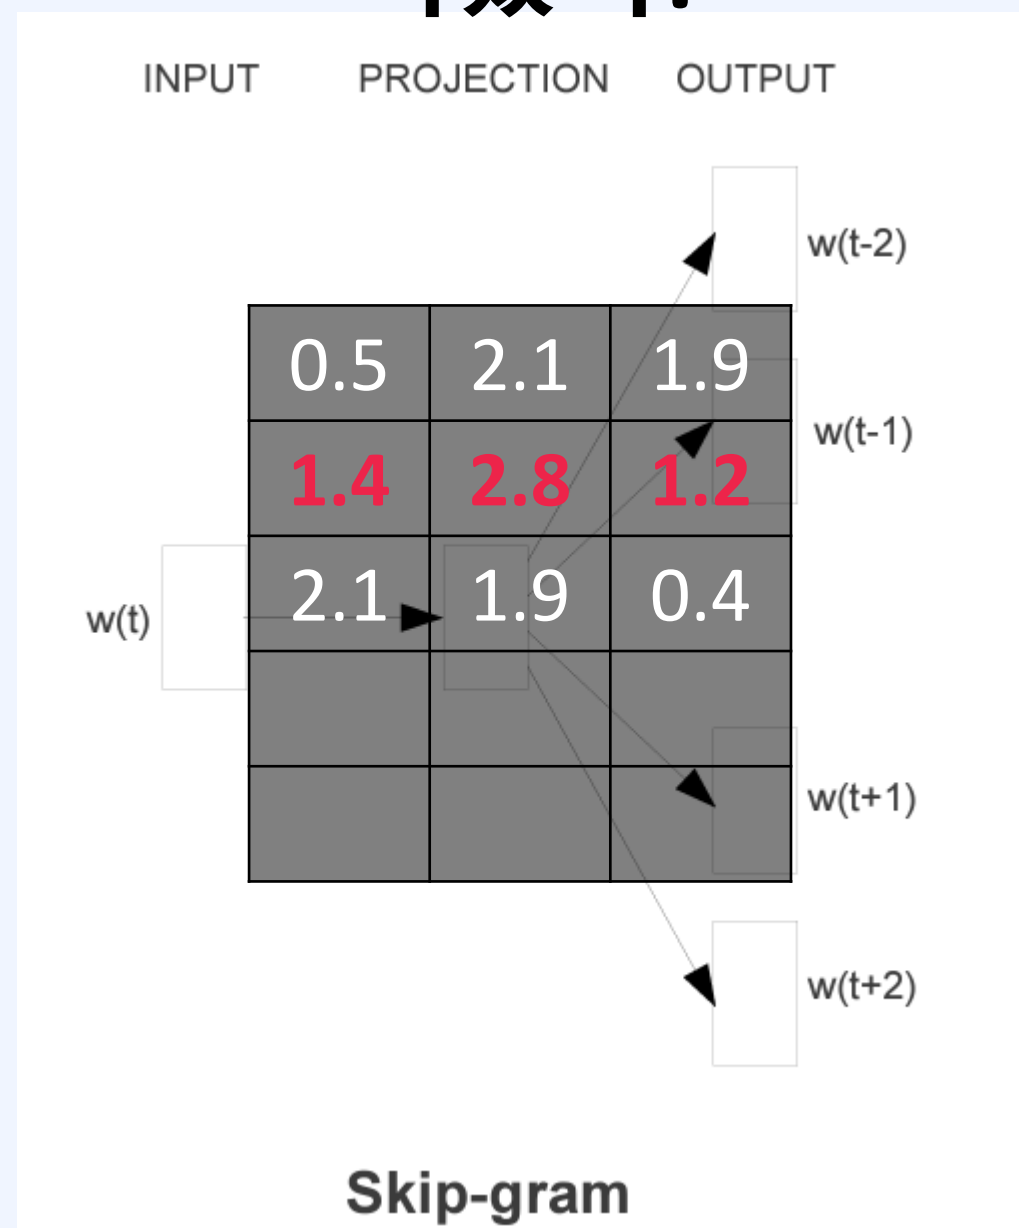 INPUT PROJECTION OUTPUT
w(t-2)
0.5 2.1 1.9
w(t-1)
1.4 2.8 1.2
w(t) 2.1 1.9 0.4
w(t+1)
w(t+2)
Skip-gram